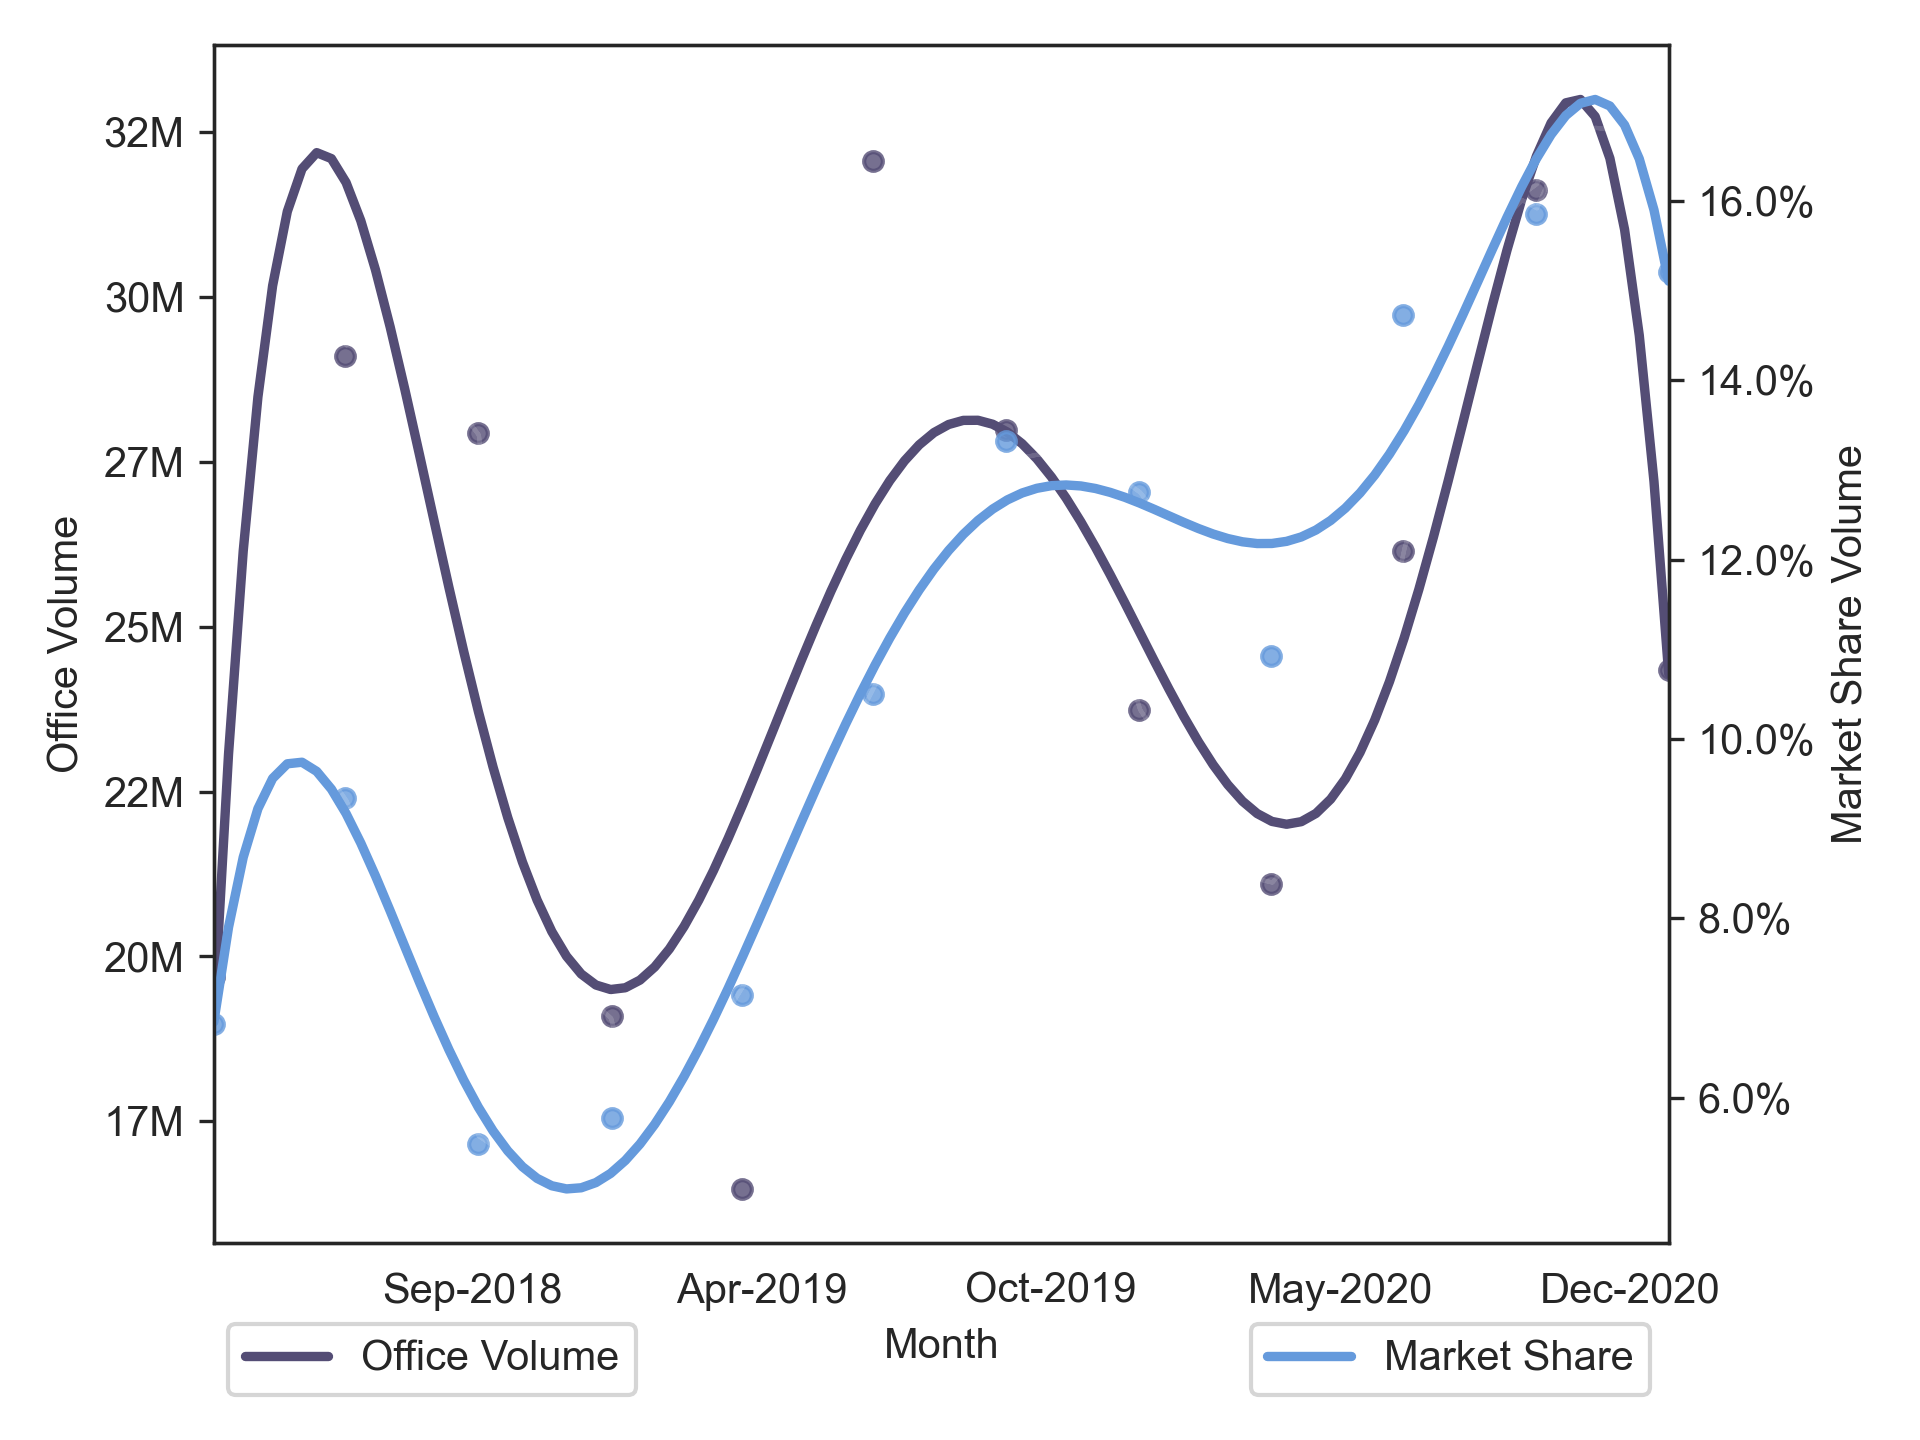 32M
30M
27M
25M
22M
20M
17M
Office Volume
16.0%
14.0%
12.0%
10.0%
8.0%
6.0%
Market Share Volume
Sep-2018
Apr-2019
Oct-2019
May-2020
Dec-2020
Month
Office Volume
Market Share